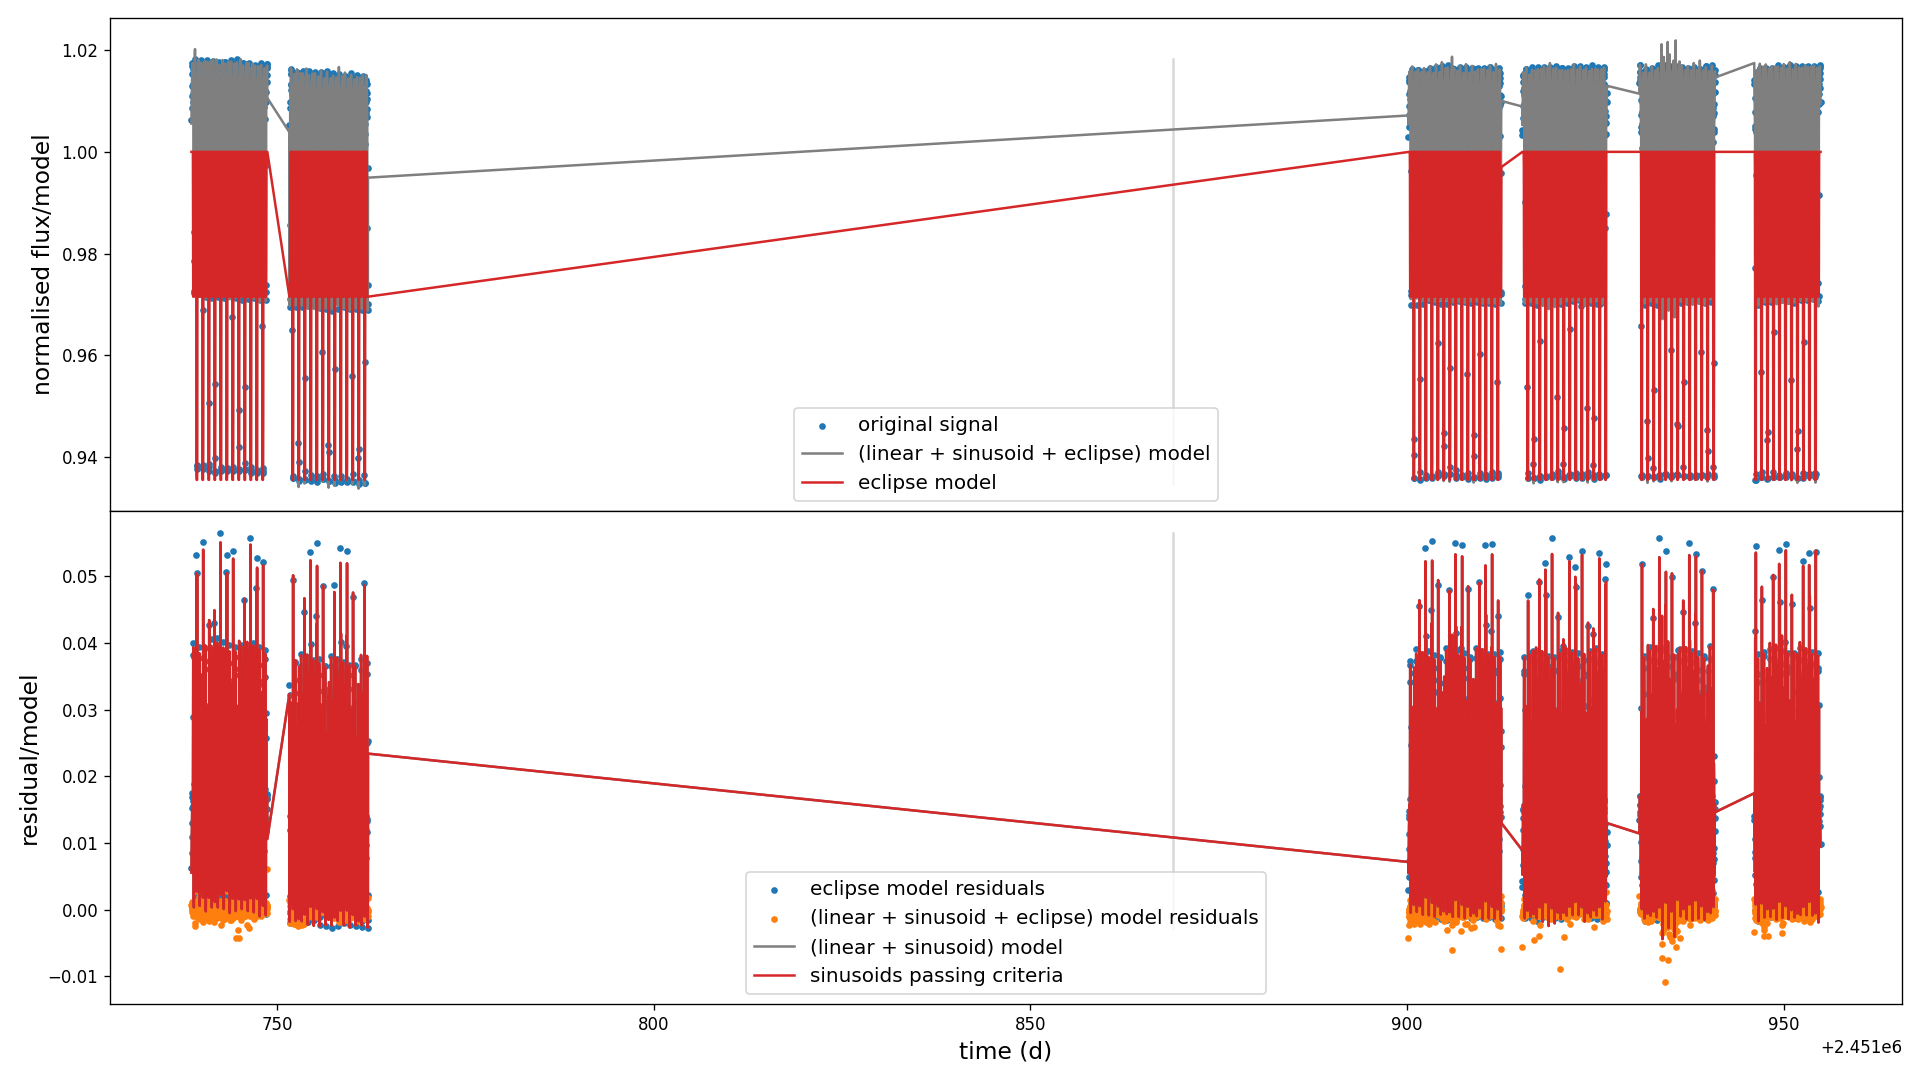 1.02
1.00
0.98
0.96
0.94
normalised flux/model
original signal
(linear + sinusoid + eclipse) model
eclipse model
0.05
0.04
0.03
0.02
0.01
0.00
−0.01
residual/model
eclipse model residuals
(linear + sinusoid + eclipse) model residuals
(linear + sinusoid) model
sinusoids passing criteria
750
800
850
900
950
time (d)
+2.451e6